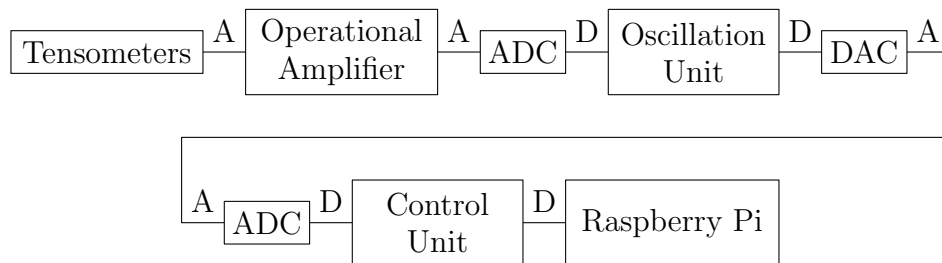 Tensometers
A
Operational
Amplifier
A
ADC
D
Oscillation
Unit
D
DAC
A
A
ADC
D
Control
Unit
D
Raspberry Pi